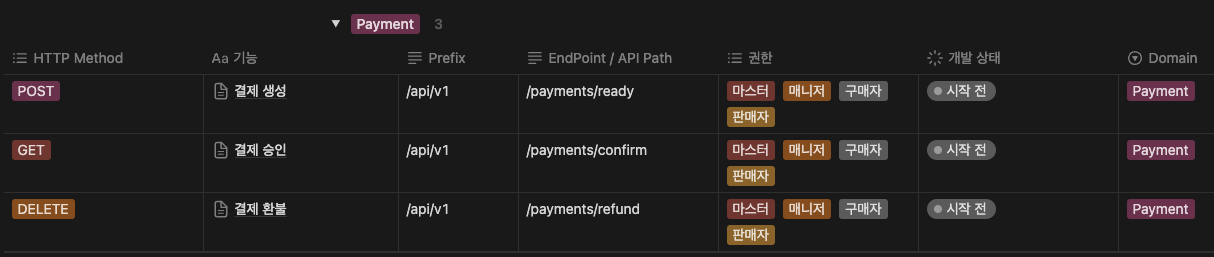 ▼ Payment 3
HTTP Method Aa 기능 Prefix EndPoint / API Path 권한 개발 상태 Domain
POST 결제 생성 /api/v1 /payments/ready 마스터 매니저 구매자 시작 전 Payment
판매자
GET 결제 승인 /api/v1 /payments/confirm 마스터 매니저 구매자 시작 전 Payment
판매자
DELETE 결제 환불 /api/v1 /payments/refund 마스터 매니저 구매자 시작 전 Payment
판매자